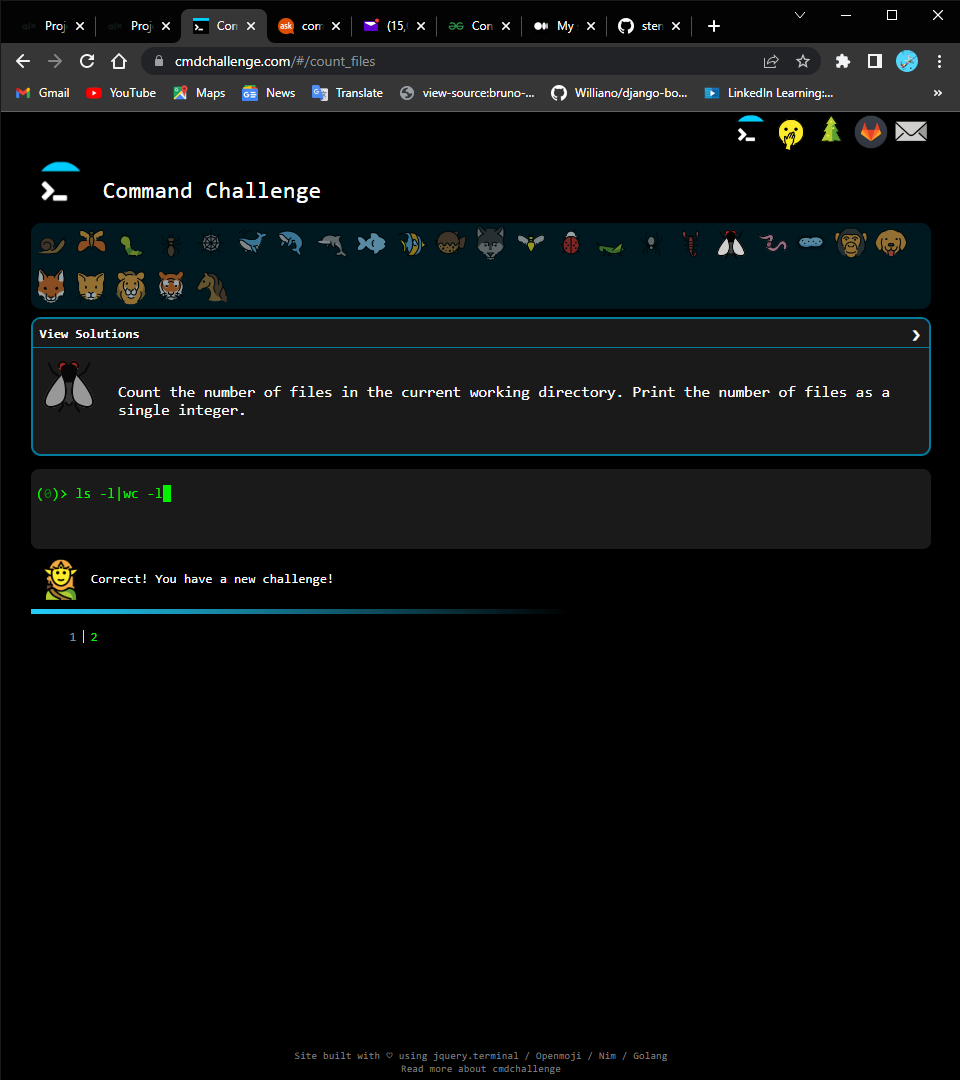 Proj Proj Con com (15, Con My ster
cmdchallenge.com/#/count_files
Gmail YouTube Maps News Translate view-source:bruno-... Williano/django-bo... LinkedIn Learning:... »
Command Challenge
View Solutions
Count the number of files in the current working directory. Print the number of files as a
single integer.
(0)> ls -l|wc -l
Correct! You have a new challenge!
1 2
Site built with ♡ using jquery.terminal / Openmoji / Nim / Golang
Read more about cmdchallenge